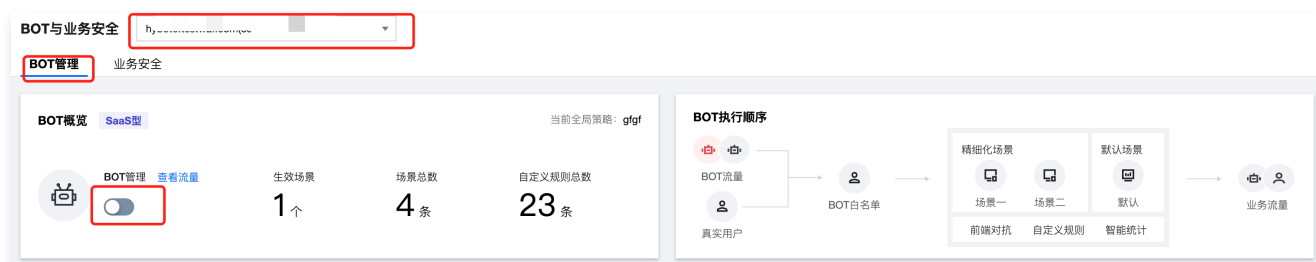 BOT与业务安全
BOT管理 业务安全
BOT概览 SaaS型 当前全局策略: gfgf
BOT管理 查看流量
生效场景
1 个
场景总数
4 条
自定义规则总数
23 条
BOT执行顺序
BOT流量
真实用户
BOT白名单
精细化场景
场景一 场景二
默认场景
默认
前端对抗 自定义规则 智能统计
业务流量